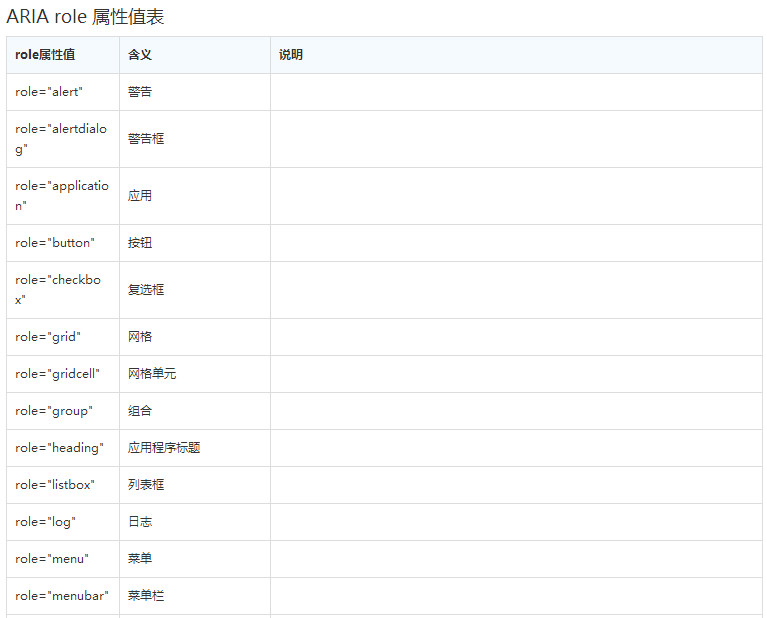 ARIA role 属性值表
role属性值 含义 说明
role="alert" 警告
role="alertdialo
g" 警告框
role="applicatio
n" 应用
role="button" 按钮
role="checkbo
x" 复选框
role="grid" 网格
role="gridcell" 网格单元
role="group" 组合
role="heading" 应用程序标题
role="listbox" 列表框
role="log" 日志
role="menu" 菜单
role="menubar" 菜单栏